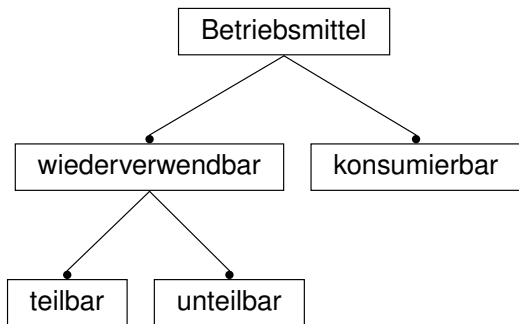 Betriebsmittel
wiederverwendbar
konsumierbar
teilbar
unteilbar